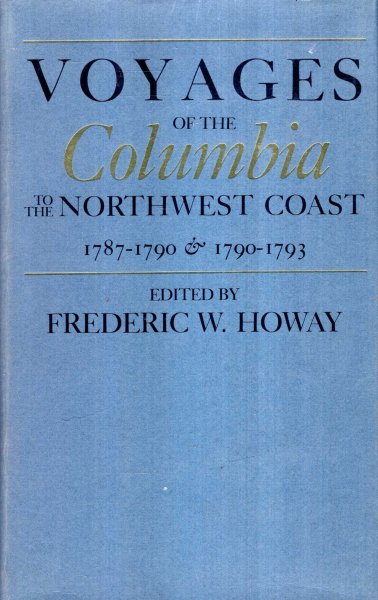 VOYAGES
OF THE
Columbia
TO THE NORTHWEST COAST
1787-1790 & 1790-1793
EDITED BY
FREDERIC W. HOWAY